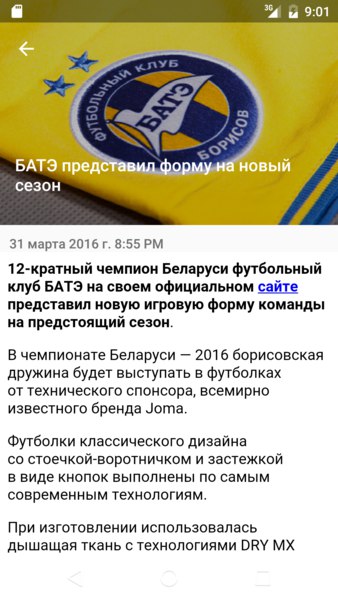 3G
9:01
ФУТБОЛЬНЫЙ КЛУБ
БАТЭ
БОРИСОВ
БАТЭ представил форму на новый
сезон
31 марта 2016 г. 8:55 PM
12-кратный чемпион Беларуси футбольный
клуб БАТЭ на своем официальном сайте
представил новую игровую форму команды
на предстоящий сезон.
В чемпионате Беларуси — 2016 борисовская
дружина будет выступать в футболках
от технического спонсора, всемирно
известного бренда Joma.
Футболки классического дизайна
со стоечкой-воротничком и застежкой
в виде кнопок выполнены по самым
современным технологиям.
При изготовлении использовалась
дышащая ткань с технологиями DRY MX